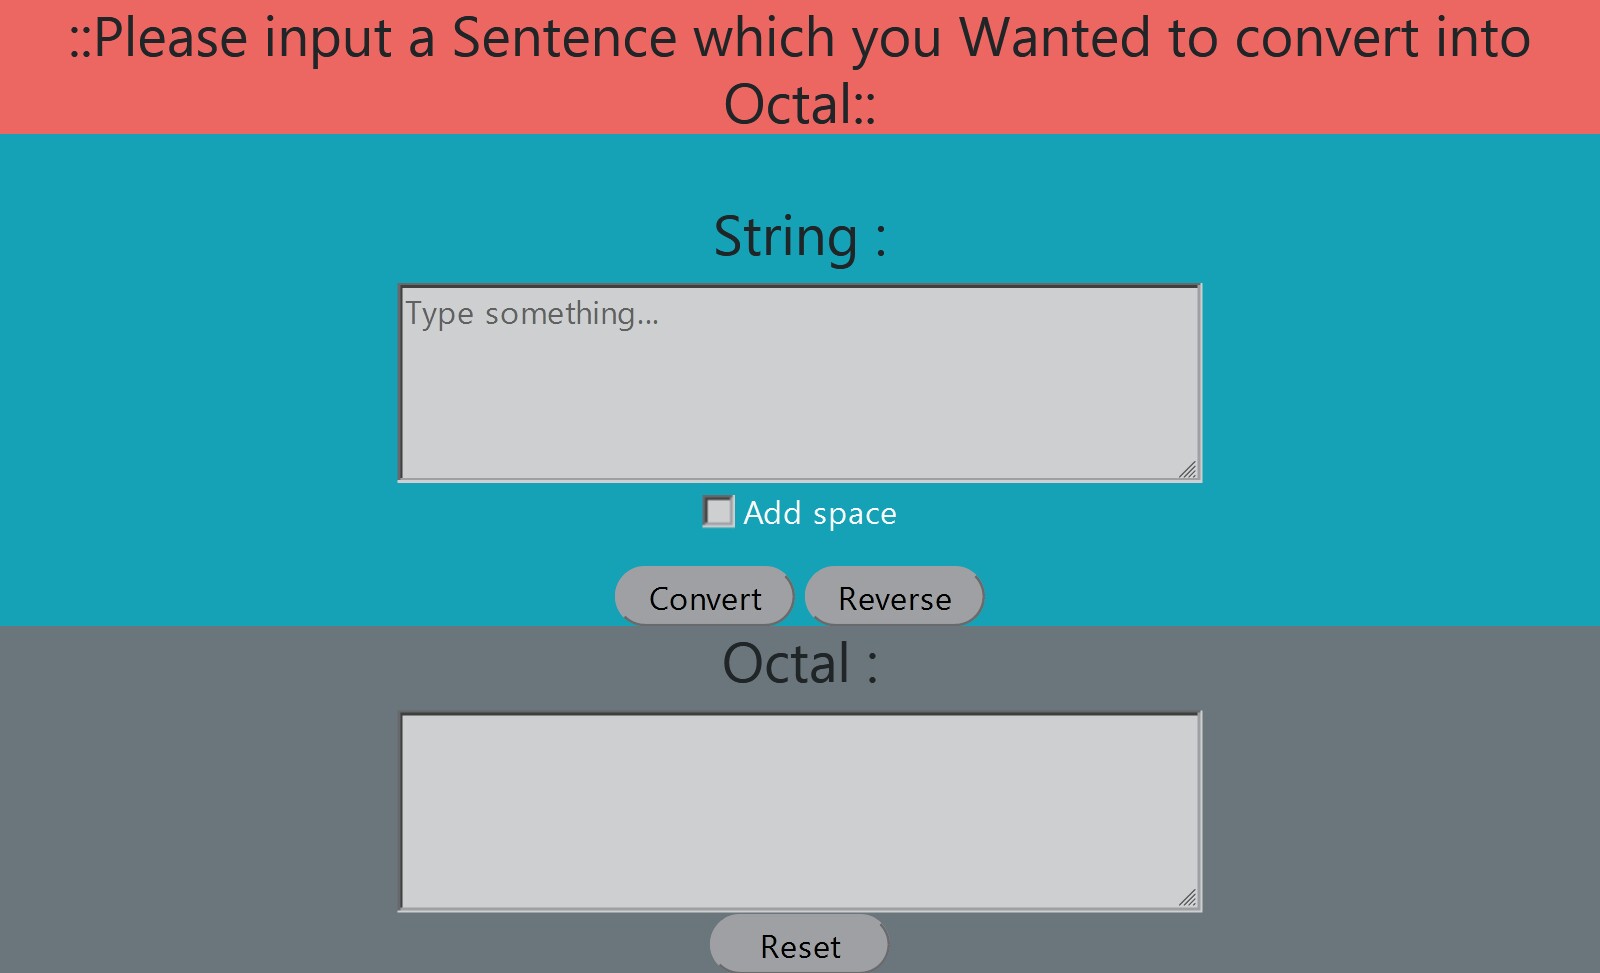 ::Please input a Sentence which you Wanted to convert into
Octal::
String :
Type something...
Add space
Convert Reverse
Octal :
Reset